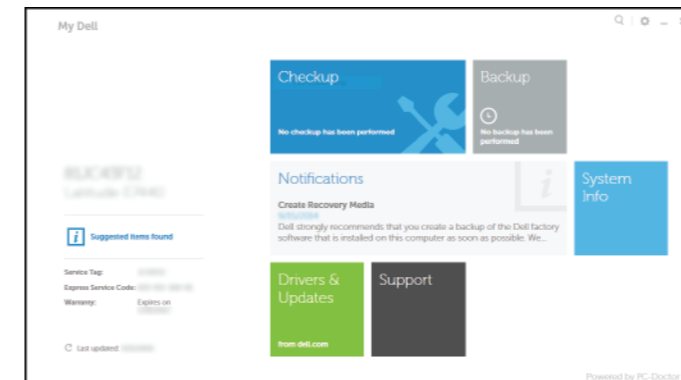 My Dell
Checkup
No checkup has been performed
Backup
No backup has been
performed
Notifications
Create Recovery Media
Dell strongly recommends that you create a backup of the Dell factory
software that is installed on this computer as soon as possible. We...
System
Info
Suggested items found
Service Tag:
Express Service Code:
Warranty: Expires on
Last updated:
Drivers &
Updates
from dell.com
Support
Powered by PC-Doctor